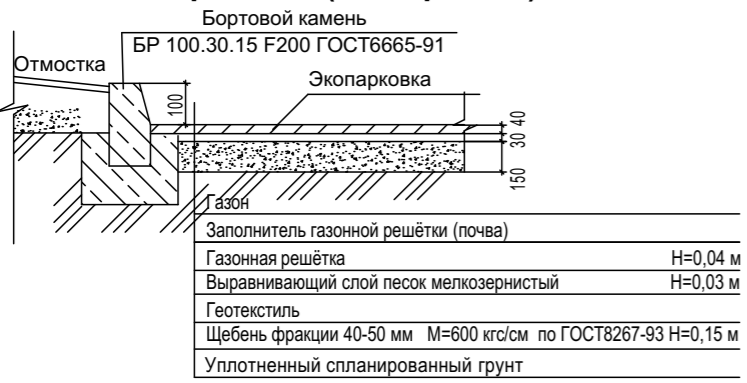 Бортовой камень
БР 100.30.15 F200 ГОСТ6665-91
Отмостка
Экопарковка
100
40
30
150
Газон
Заполнитель газонной решётки (почва)
Газонная решётка H=0,04 м
Выравнивающий слой песок мелкозернистый H=0,03 м
Геотекстиль
Щебень фракции 40-50 мм М=600 кгс/см по ГОСТ8267-93 H=0,15 м
Уплотненный спланированный грунт